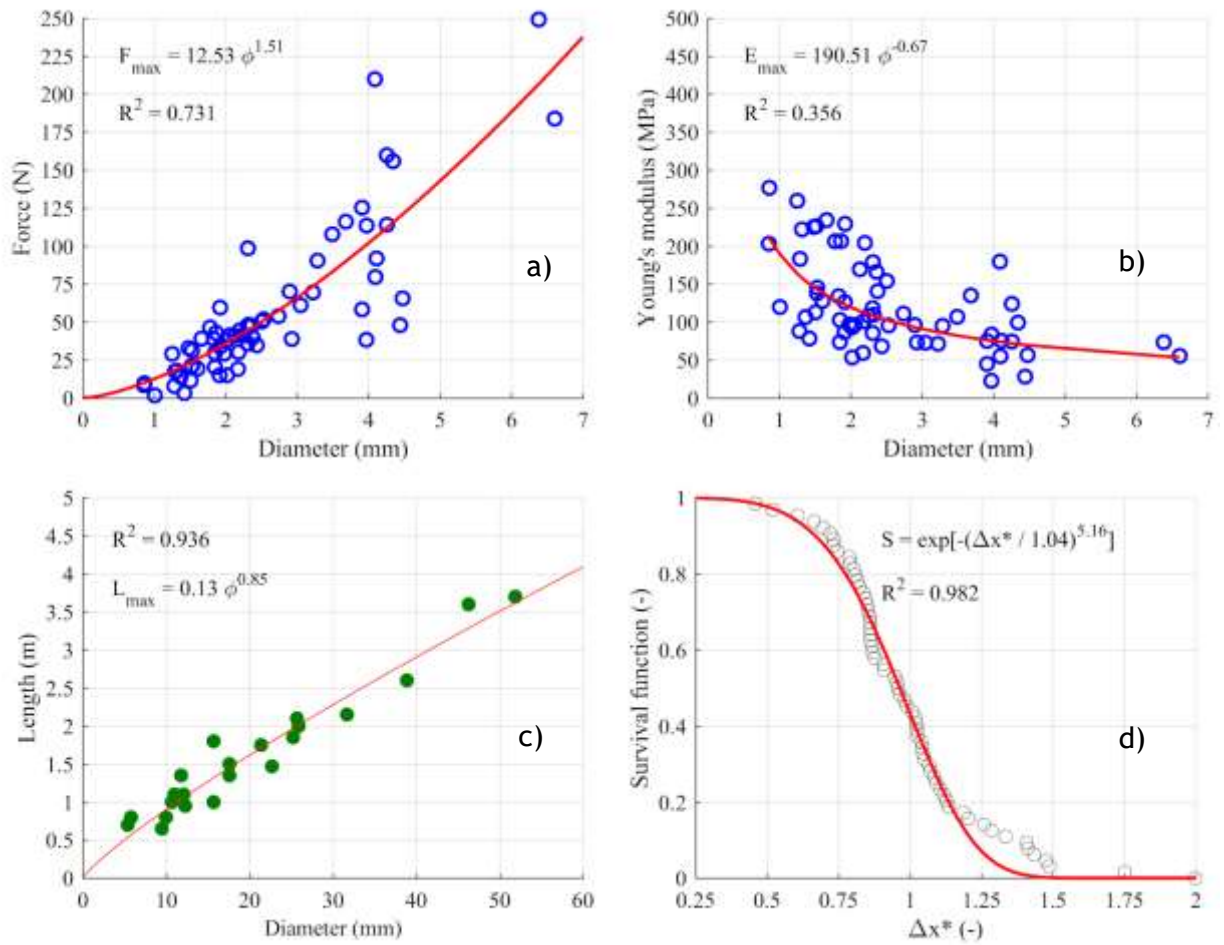 F_max = 12.53 ϕ^1.51
R^2 = 0.731
a)
250
225
200
175
150
125
100
75
50
25
0
Force (N)
0 1 2 3 4 5 6 7
Diameter (mm)
E_max = 190.51 ϕ^-0.67
R^2 = 0.356
b)
500
450
400
350
300
250
200
150
100
50
0
Young's modulus (MPa)
0 1 2 3 4 5 6 7
Diameter (mm)
R^2 = 0.936
L_max = 0.13 ϕ^0.85
c)
5
4.5
4
3.5
3
2.5
2
1.5
1
0.5
0
Length (m)
0 10 20 30 40 50 60
Diameter (mm)
S = exp[-(Δx* / 1.04)^5.16]
R^2 = 0.982
d)
1
0.8
0.6
0.4
0.2
0
Survival function (-)
0.25 0.5 0.75 1 1.25 1.5 1.75 2
Δx* (-)